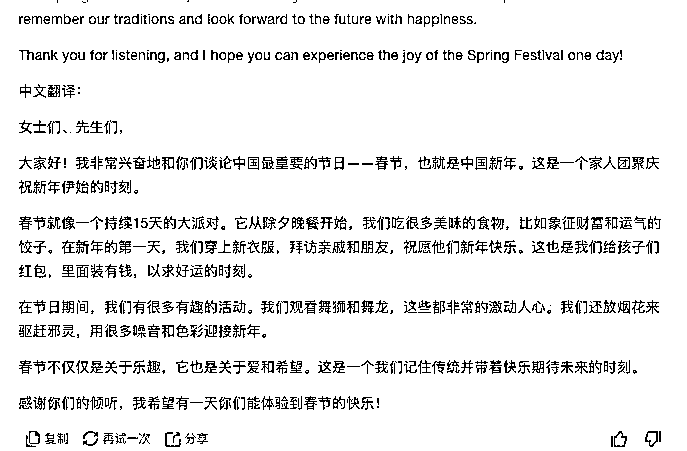 remember our traditions and look forward to the future with happiness.
Thank you for listening, and I hope you can experience the joy of the Spring Festival one day!
中文翻译：
女士们、先生们，
大家好！我非常兴奋地和你们谈论中国最重要的节日——春节，也就是中国新年。这是一个家人团聚庆
祝新年伊始的时刻。
春节就像一个持续15天的大派对。它从除夕晚餐开始，我们吃很多美味的食物，比如象征财富和运气的
饺子。在新年的第一天，我们穿上新衣服，拜访亲戚和朋友，祝愿他们新年快乐。这也是我们给孩子们
红包，里面装有钱，以求好运的时刻。
在节日期间，我们有很多有趣的活动。我们观看舞狮和舞龙，这些都非常的激动人心。我们还放烟花来
驱赶邪灵，用很多噪音和色彩迎接新年。
春节不仅仅是关于乐趣，它也是关于爱和希望。这是一个我们记住传统并带着快乐期待未来的时刻。
感谢你们的倾听，我希望有一天你们能体验到春节的快乐！
复制 再试一次 分享